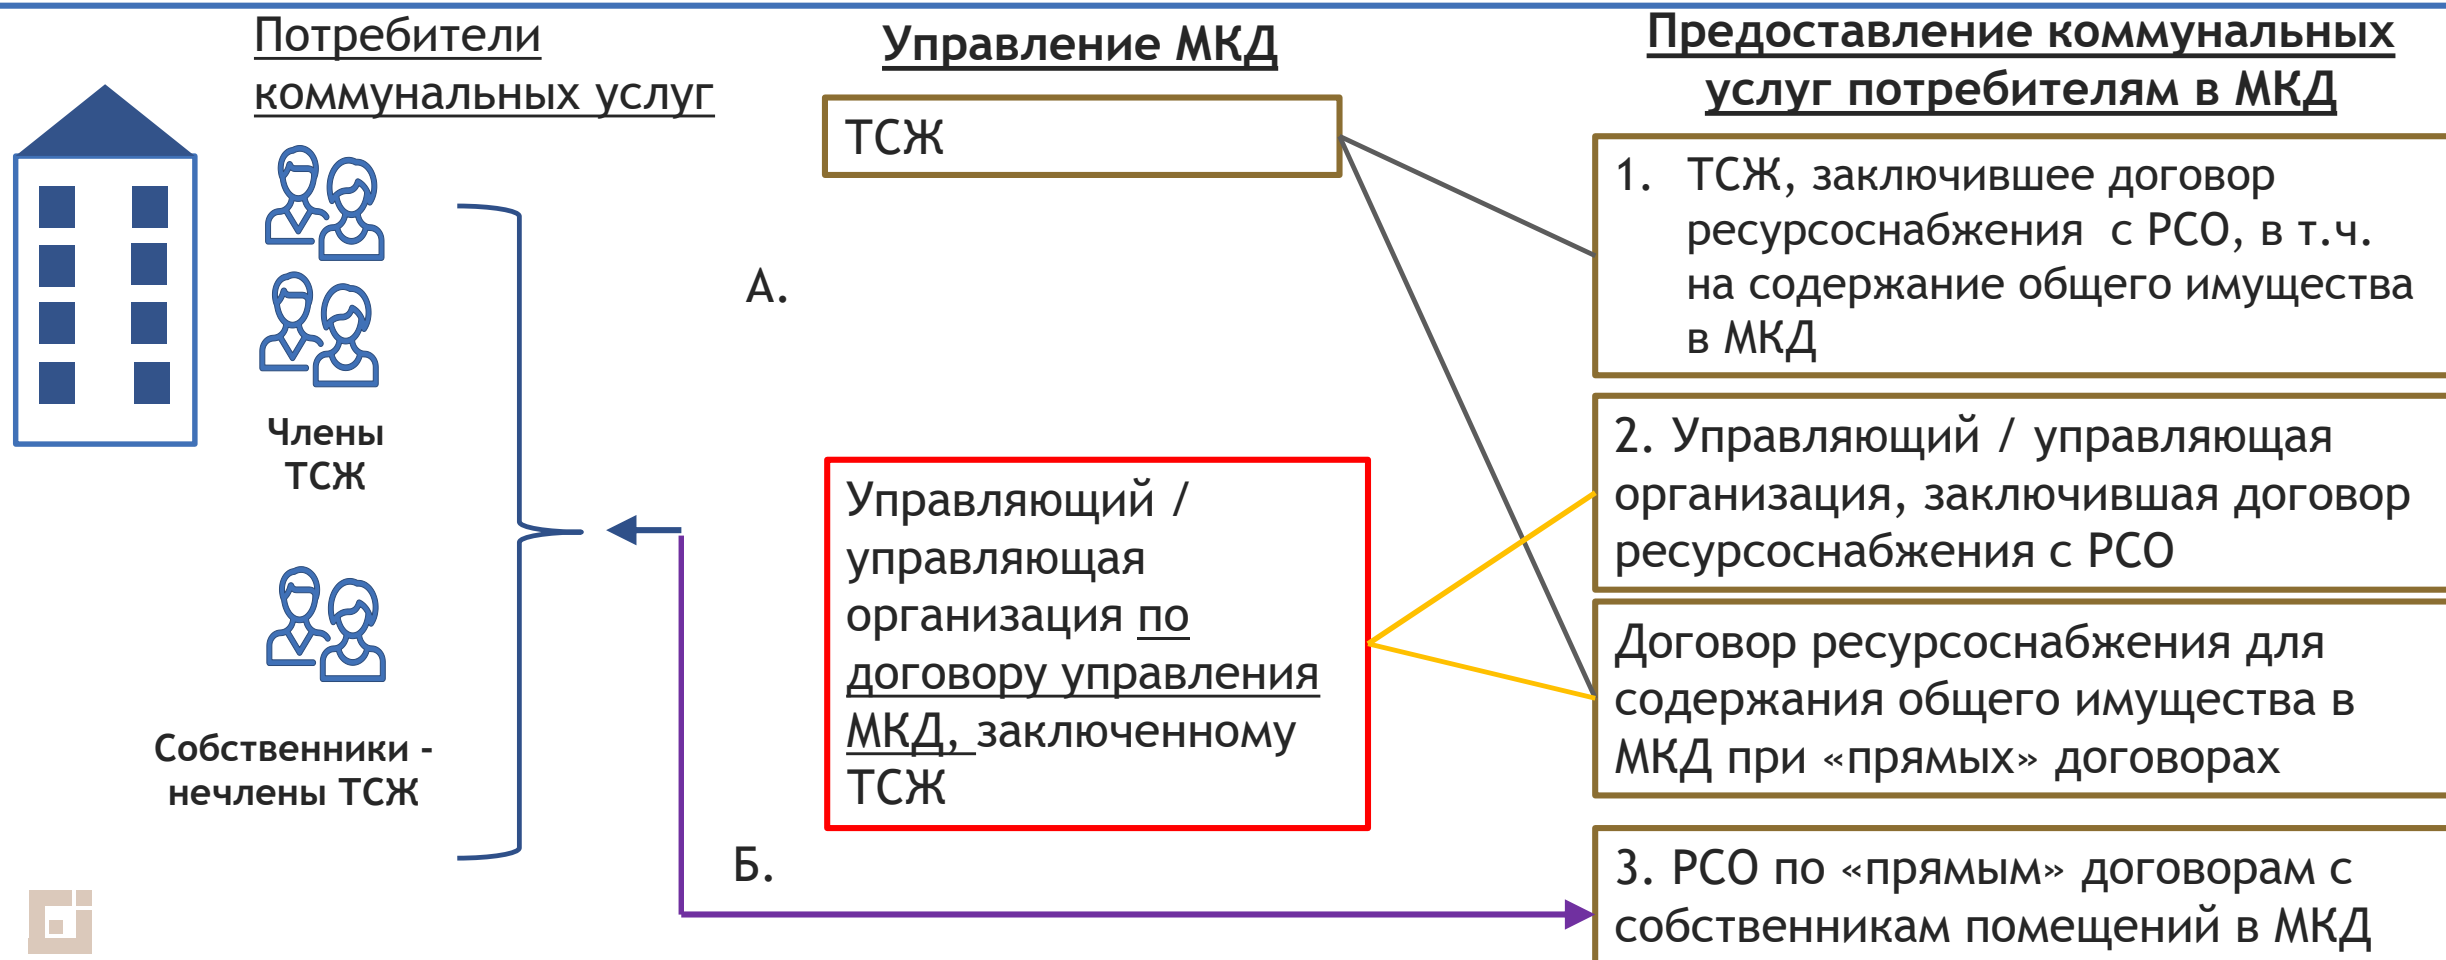 Потребители
коммунальных услуг
Члены
ТСЖ
Собственники -
нечлены ТСЖ
Управление МКД
ТСЖ
А.
Управляющий /
управляющая
организация по
договору управления
МКД, заключенному
ТСЖ
Б.
Предоставление коммунальных
услуг потребителям в МКД
1. ТСЖ, заключившее договор
ресурсоснабжения с РСО, в т.ч.
на содержание общего имущества
в МКД
2. Управляющий / управляющая
организация, заключившая договор
ресурсоснабжения с РСО
Договор ресурсоснабжения для
содержания общего имущества в
МКД при «прямых» договорах
3. РСО по «прямым» договорам с
собственникам помещений в МКД